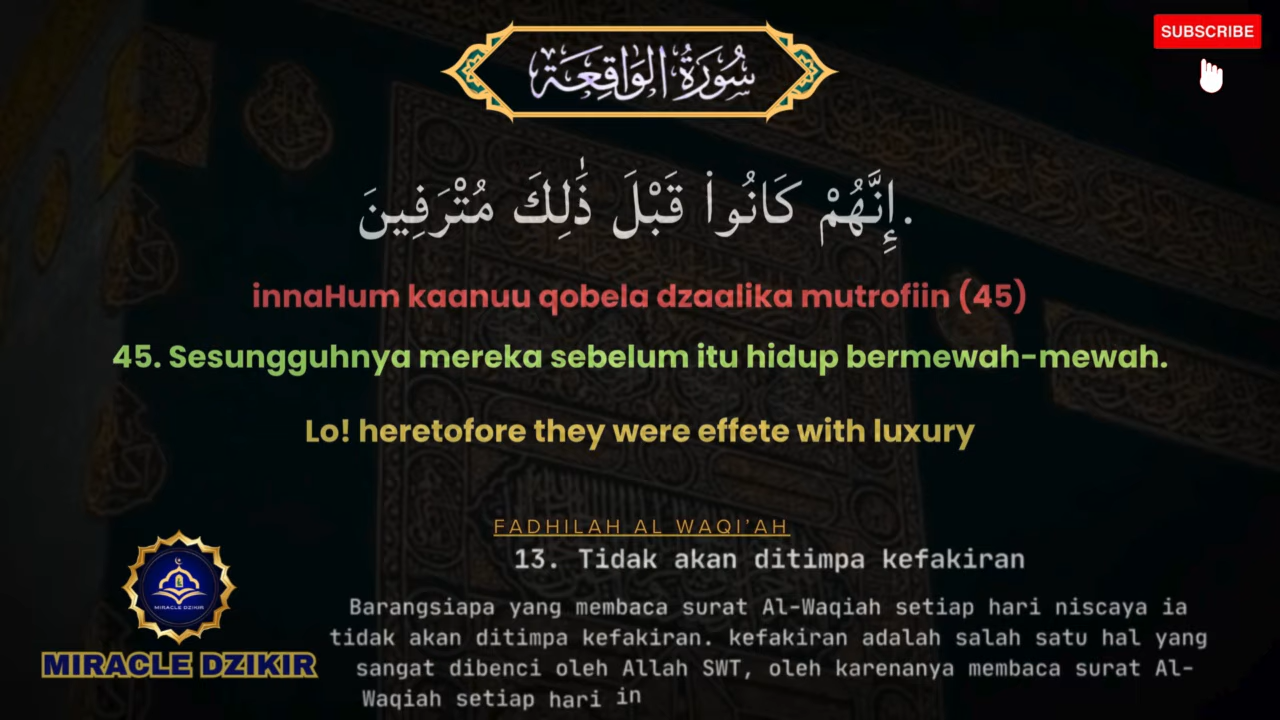 SUBSCRIBE
سُورَةُ الوَاقِعَة
إِنَّهُمْ كَانُوا۟ قَبْلَ ذَٰلِكَ مُتْرَفِينَ.
innaHum kaanuu qobela dzaalika mutrofiin (45)
45. Sesungguhnya mereka sebelum itu hidup bermewah-mewah.
Lo! heretofore they were effete with luxury
FADHILAH AL WAQI'AH
13. Tidak akan ditimpa kefakiran
Barangsiapa yang membaca surat Al-Waqiah setiap hari niscaya ia
tidak akan ditimpa kefakiran. kefakiran adalah salah satu hal yang
sangat dibenci oleh Allah SWT, oleh karenanya membaca surat Al-
Waqiah setiap hari in
MIRACLE DZIKIR
MIRACLE DZIKIR